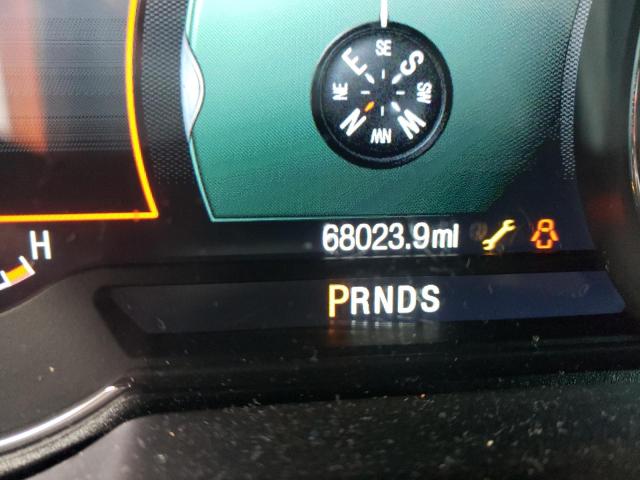 SE
E S
NE SW
N W
NW
68023.9mi
H
PRNDS